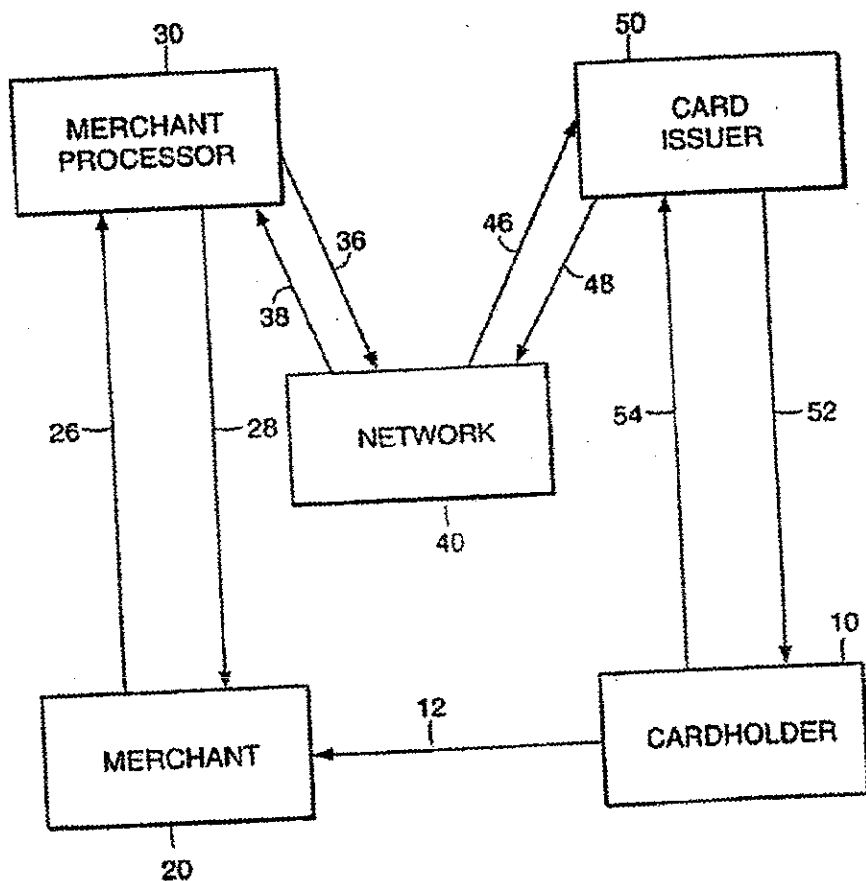 30
50
MERCHANT
PROCESSOR
CARD
ISSUER
36
38
46
48
26
28
NETWORK
54
52
40
10
12
MERCHANT
CARDHOLDER
20